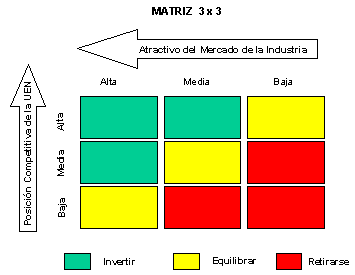 MATRIZ 3 x 3
Atractivo del Mercado de la Industria
Alta Media Baja
Posición Competitiva de la UEN
Alta
Media
Baja
Invertir Equilibrar Retirarse